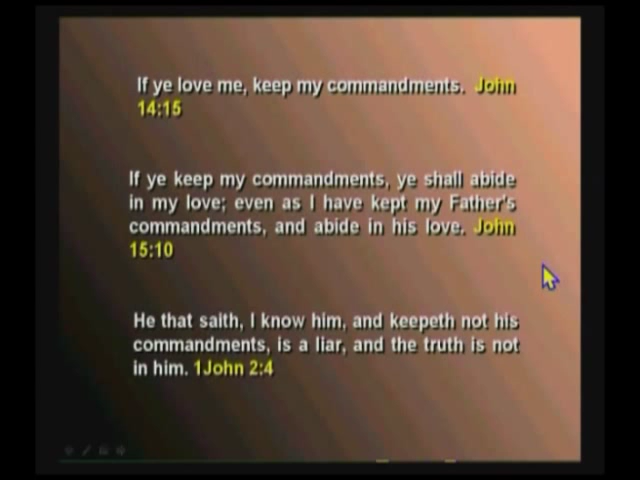 If ye love me, keep my commandments. John
14:15
If ye keep my commandments, ye shall abide
in my love; even as I have kept my Father's
commandments, and abide in his love. John
15:10
He that saith, I know him, and keepeth not his
commandments, is a liar, and the truth is not
in him. 1John 2:4